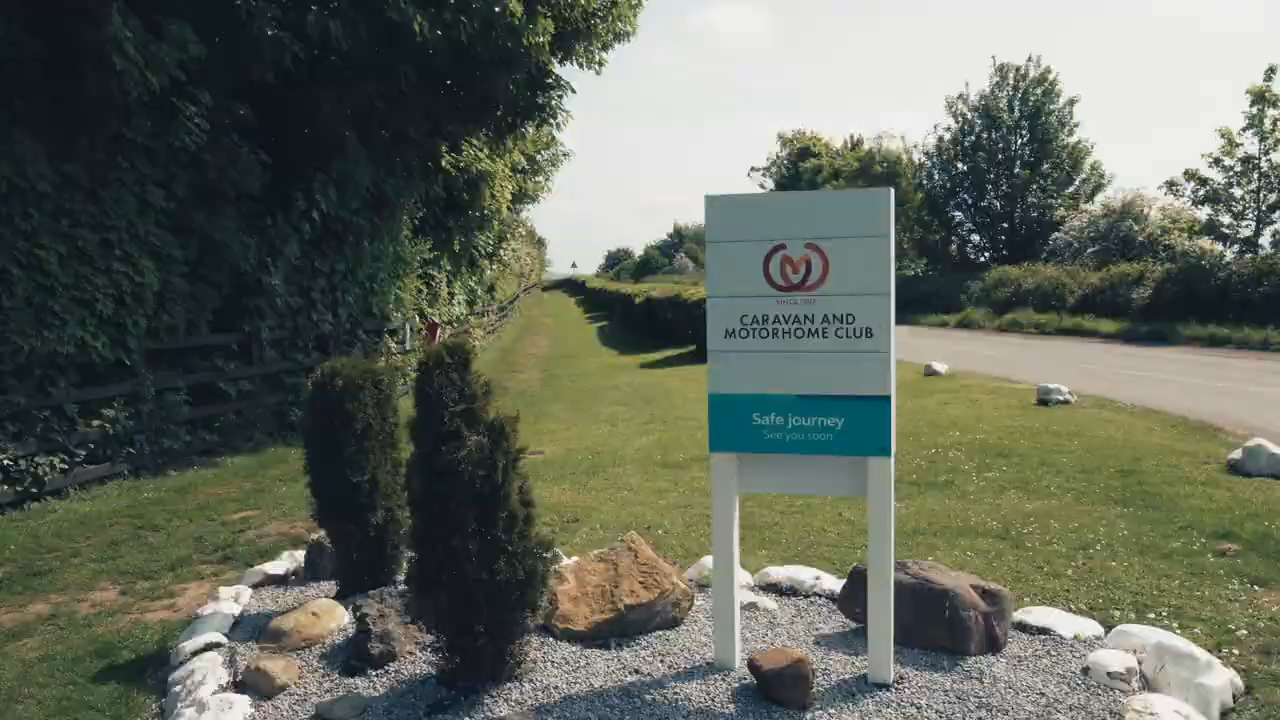 SINCE 1907
CARAVAN AND
MOTORHOME CLUB
Safe journey
See you soon